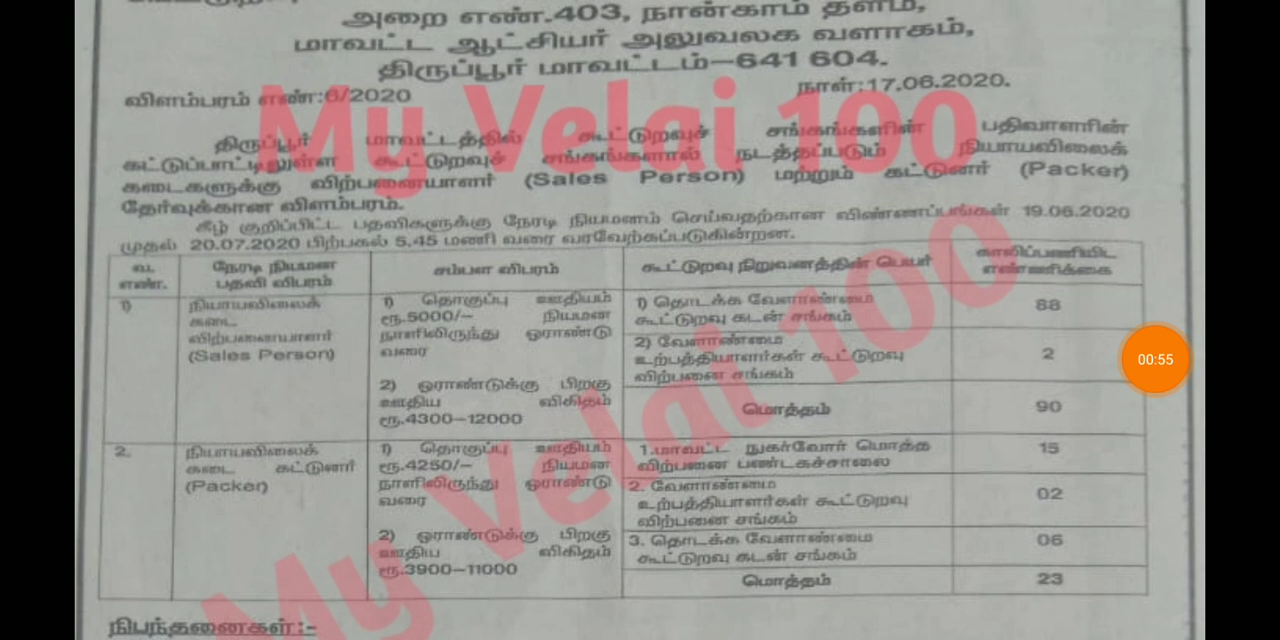 அறை எண்.403, நான்காம் தளம்,
மாவட்ட ஆட்சியர் அலுவலக வளாகம்,
திருப்பூர் மாவட்டம்–641 604.
விளம்பரம் எண்:6/2020
நாள்:17.06.2020.
My Velai 100
திருப்பூர் மாவட்டத்தில் கூட்டுறவுச் சங்கங்களின் பதிவாளரின்
கட்டுப்பாட்டிலுள்ள கூட்டுறவுச் சங்கங்களால் நடத்தப்படும் நியாயவிலைக்
கடைகளுக்கு விற்பனையாளர் (Sales Person) மற்றும் கட்டுனர் (Packer)
தேர்வுக்கான விளம்பரம்.
கீழ் குறிப்பிட்ட பதவிகளுக்கு நேரடி நியமனம் செய்வதற்கான விண்ணப்பங்கள் 19.06.2020
முதல் 20.07.2020 பிற்பகல் 5.45 மணி வரை வரவேற்கப்படுகின்றன.
வ.
எண்.
நேரடி நியமன
பதவி விபரம்
சம்பள விபரம்
கூட்டுறவு நிறுவனத்தின் பெயர்
காலிப்பணியிட
எண்ணிக்கை
1)
நியாயவிலைக்
கடை
விற்பனையாளர்
(Sales Person)
1) தொகுப்பு ஊதியம்
ரூ.5000/– நியமன
நாளிலிருந்து ஓராண்டு
வரை
2) ஓராண்டுக்கு பிறகு
ஊதிய விகிதம்
ரூ.4300–12000
1) தொடக்க வேளாண்மை
கூட்டுறவு கடன் சங்கம்
88
2) வேளாண்மை
உற்பத்தியாளர்கள் கூட்டுறவு
விற்பனை சங்கம்
2
மொத்தம்
90
2.
நியாயவிலைக்
கடை கட்டுனர்
(Packer)
1) தொகுப்பு ஊதியம்
ரூ.4250/– நியமன
நாளிலிருந்து ஓராண்டு
வரை
2) ஓராண்டுக்கு பிறகு
ஊதிய விகிதம்
ரூ.3900–11000
1.மாவட்ட நுகர்வோர் மொத்த
விற்பனை பண்டகச்சாலை
15
2. வேளாண்மை
உற்பத்தியாளர்கள் கூட்டுறவு
விற்பனை சங்கம்
02
3. தொடக்க வேளாண்மை
கூட்டுறவு கடன் சங்கம்
06
மொத்தம்
23
My Velai 100
நிபந்தனைகள்:-
00:55